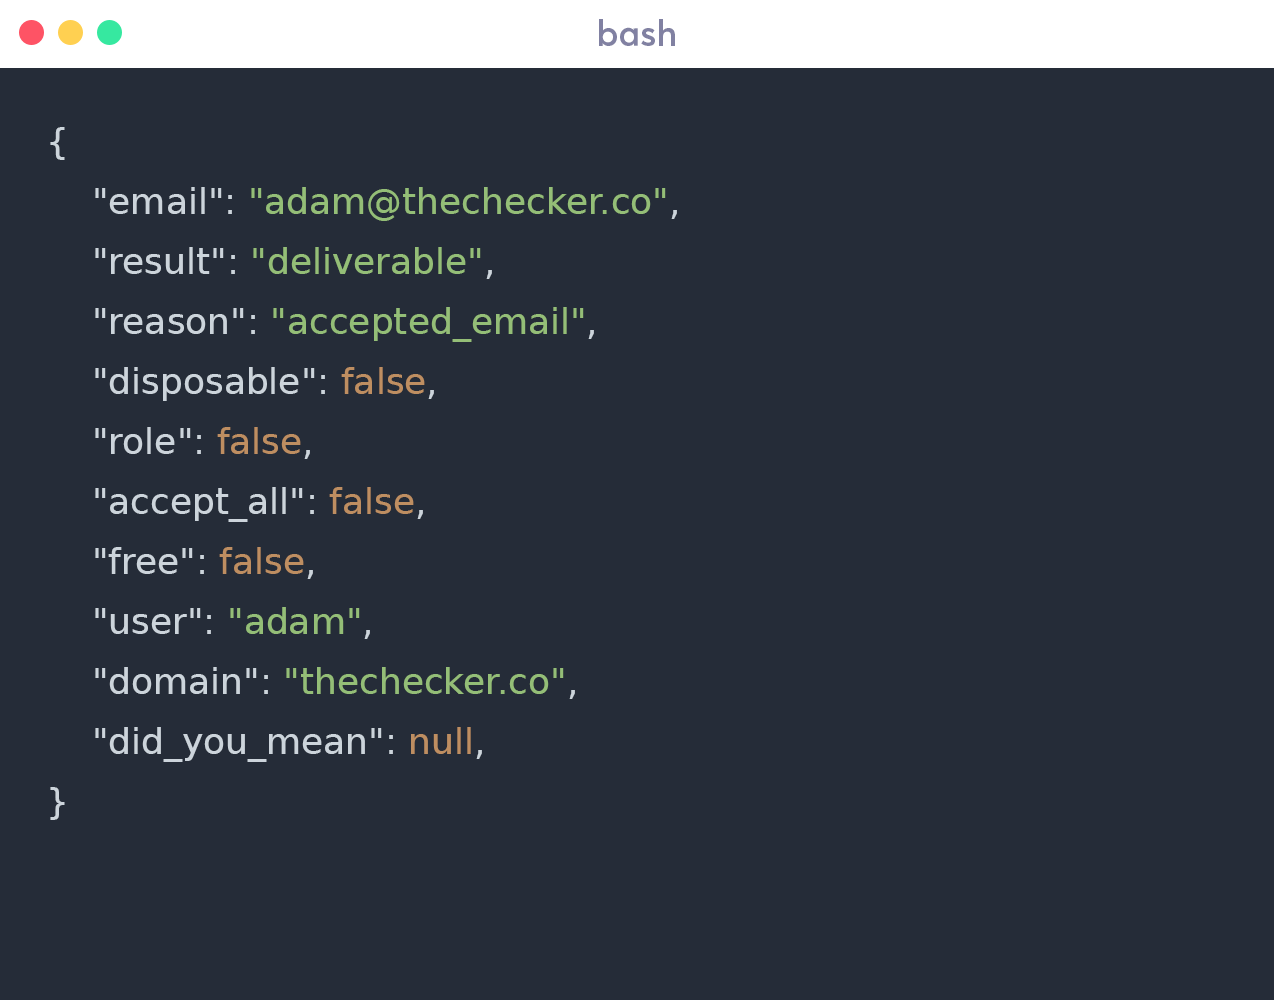 bash
{
"email": "adam@thechecker.co",
"result": "deliverable",
"reason": "accepted_email",
"disposable": false,
"role": false,
"accept_all": false,
"free": false,
"user": "adam",
"domain": "thechecker.co",
"did_you_mean": null,
}